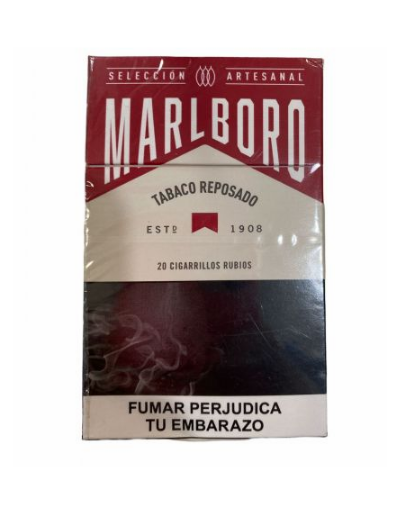 SELECCIÓN ARTESANAL
MARLBORO
TABACO REPOSADO
ESTD 1908
20 CIGARRILLOS RUBIOS
FUMAR PERJUDICA
TU EMBARAZO